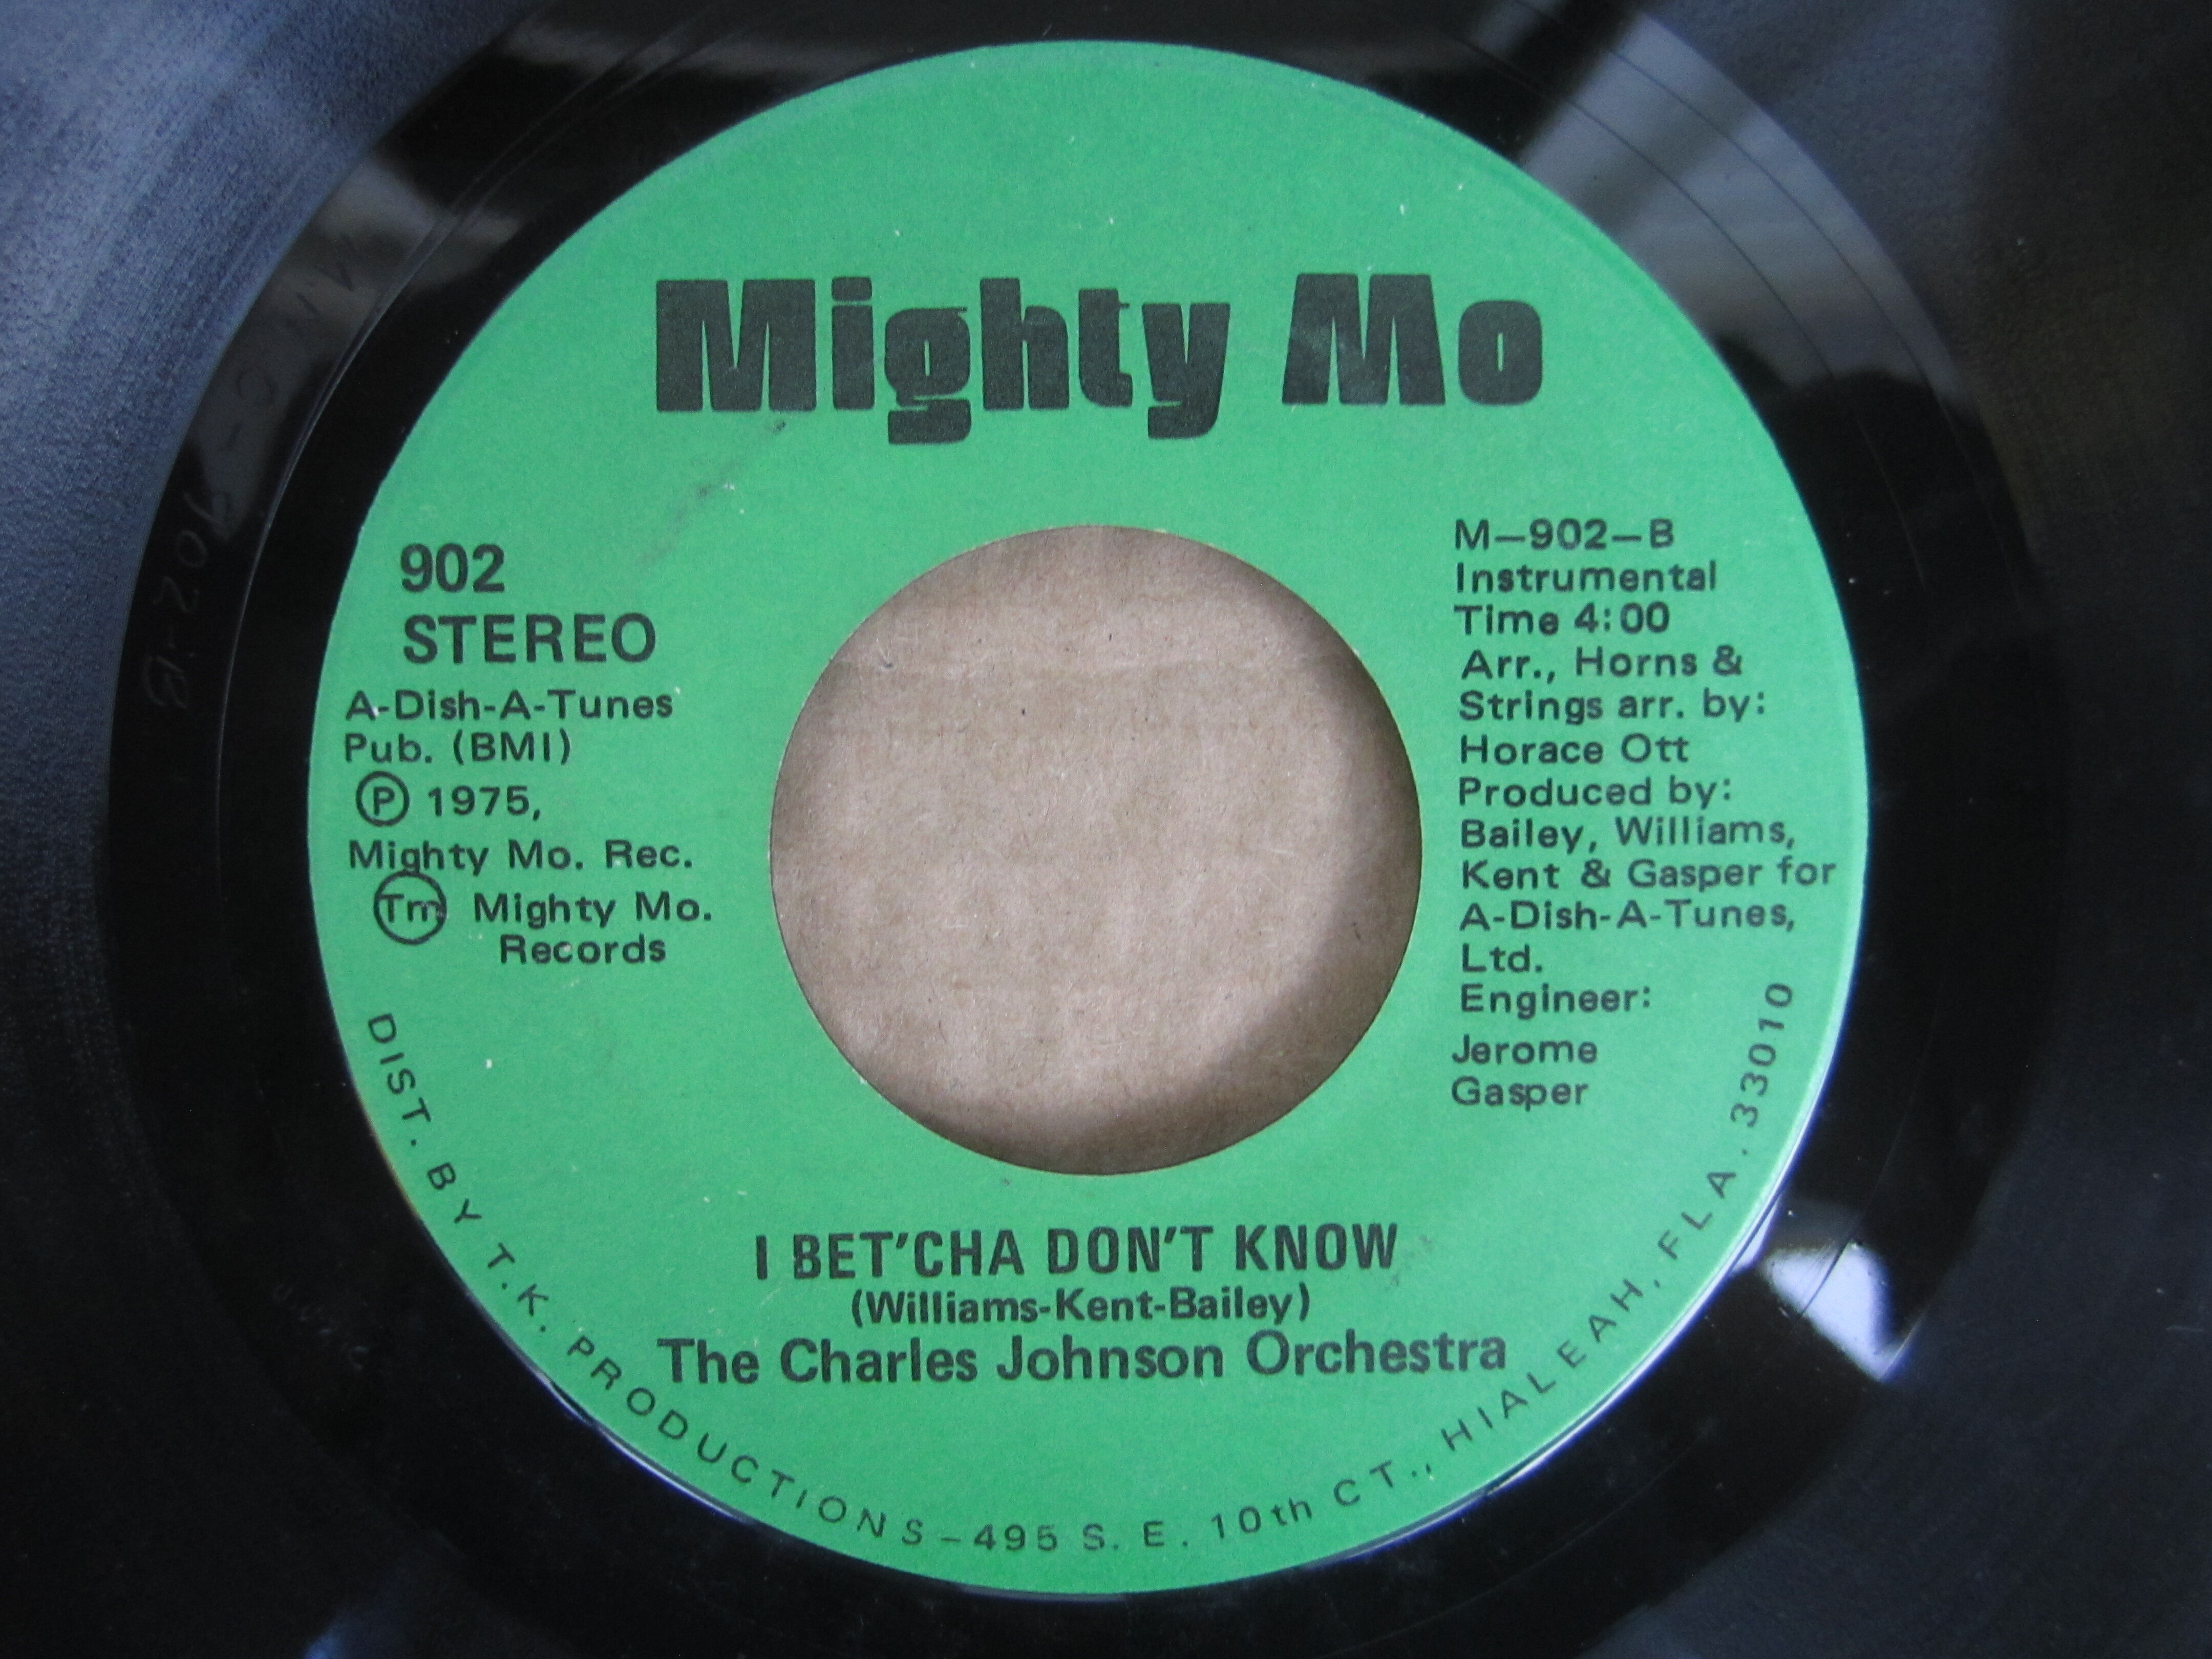 Mighty Mo
902
STEREO
A-Dish-A-Tunes
Pub. (BMI)
Ⓟ 1975,
Mighty Mo. Rec.
Tm Mighty Mo.
Records
M—902—B
Instrumental
Time 4:00
Arr., Horns &
Strings arr. by:
Horace Ott
Produced by:
Bailey, Williams,
Kent & Gasper for
A-Dish-A-Tunes,
Ltd.
Engineer:
Jerome
Gasper
I BET'CHA DON'T KNOW
(Williams-Kent-Bailey)
The Charles Johnson Orchestra
DIST. BY T.K. PRODUCTIONS—495 S. E. 10th CT., HIALEAH, FLA. 33010